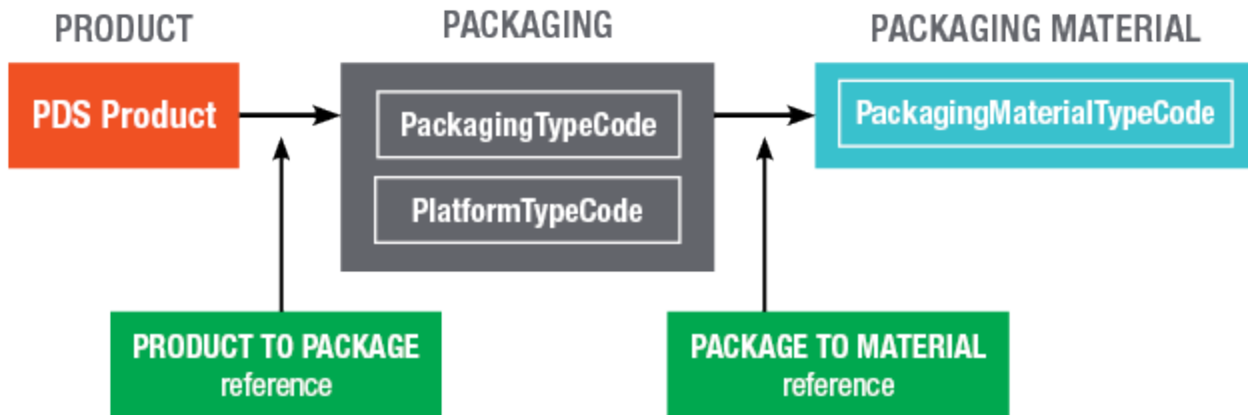 PRODUCT
PACKAGING
PACKAGING MATERIAL
PDS Product
PackagingTypeCode
PlatformTypeCode
PackagingMaterialTypeCode
PRODUCT TO PACKAGE
reference
PACKAGE TO MATERIAL
reference